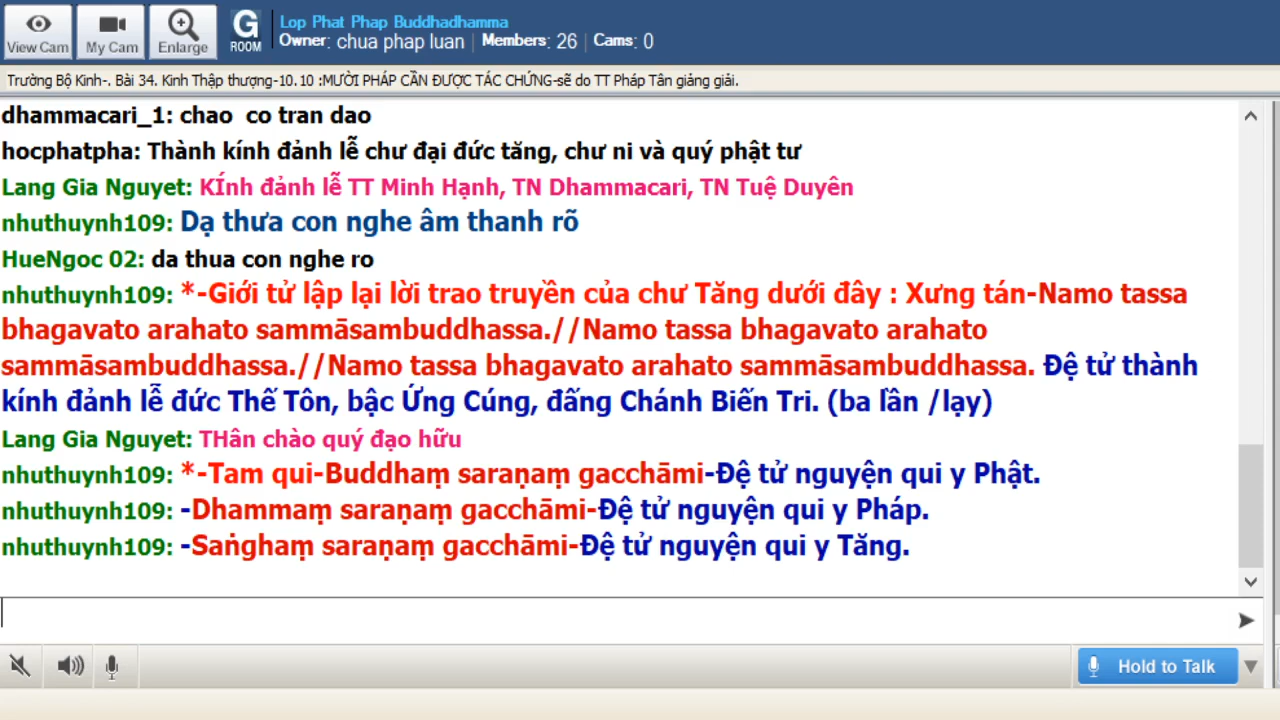 View Cam
My Cam
Enlarge
G
ROOM
Lop Phat Phap Buddhadhamma
Owner: chua phap luan | Members: 26 | Cams: 0
Trường Bộ Kinh-. Bài 34. Kinh Thập thượng-10. 10 :MƯỜI PHÁP CẦN ĐƯỢC TÁC CHỨNG-sẽ do TT Pháp Tân giảng giải.
dhammacari_1: chao  co tran dao
hocphatpha: Thành kính đảnh lễ chư đại đức tăng, chư ni và quý phật tư
Lang Gia Nguyet: KÍnh đảnh lễ TT Minh Hạnh, TN Dhammacari, TN Tuệ Duyên
nhuthuynh109: Dạ thưa con nghe âm thanh rõ
HueNgoc 02: da thua con nghe ro
nhuthuynh109: *-Giới tử lập lại lời trao truyền của chư Tăng dưới đây : Xưng tán-Namo tassa
bhagavato arahato sammāsambuddhassa.//Namo tassa bhagavato arahato
sammāsambuddhassa.//Namo tassa bhagavato arahato sammāsambuddhassa. Đệ tử thành
kính đảnh lễ đức Thế Tôn, bậc Ứng Cúng, đấng Chánh Biến Tri. (ba lần /lạy)
Lang Gia Nguyet: THân chào quý đạo hữu
nhuthuynh109: *-Tam qui-Buddhaṃ saraṇaṃ gacchāmi-Đệ tử nguyện qui y Phật.
nhuthuynh109: -Dhammaṃ saraṇaṃ gacchāmi-Đệ tử nguyện qui y Pháp.
nhuthuynh109: -Saṅghaṃ saraṇaṃ gacchāmi-Đệ tử nguyện qui y Tăng.
Hold to Talk